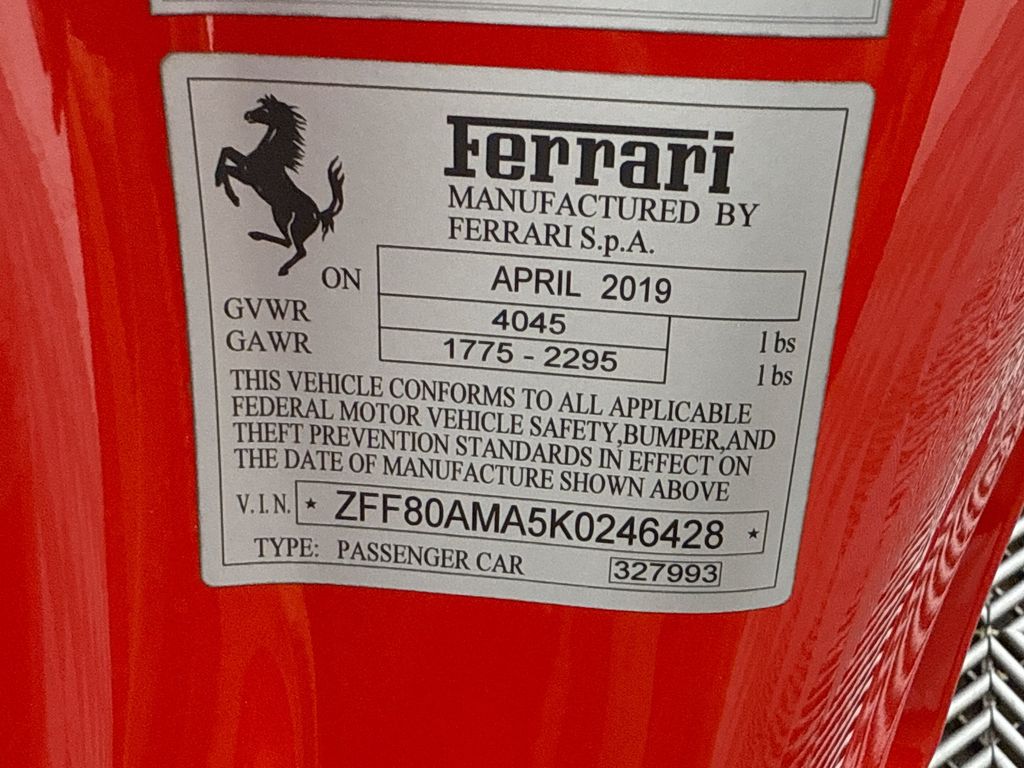 Ferrari
MANUFACTURED BY
FERRARI S.p.A.
ON APRIL 2019
GVWR 4045 lbs
GAWR 1775 - 2295 lbs
THIS VEHICLE CONFORMS TO ALL APPLICABLE
FEDERAL MOTOR VEHICLE SAFETY,BUMPER,AND
THEFT PREVENTION STANDARDS IN EFFECT ON
THE DATE OF MANUFACTURE SHOWN ABOVE
V.I.N. ★ ZFF80AMA5K0246428 ★
TYPE: PASSENGER CAR 327993